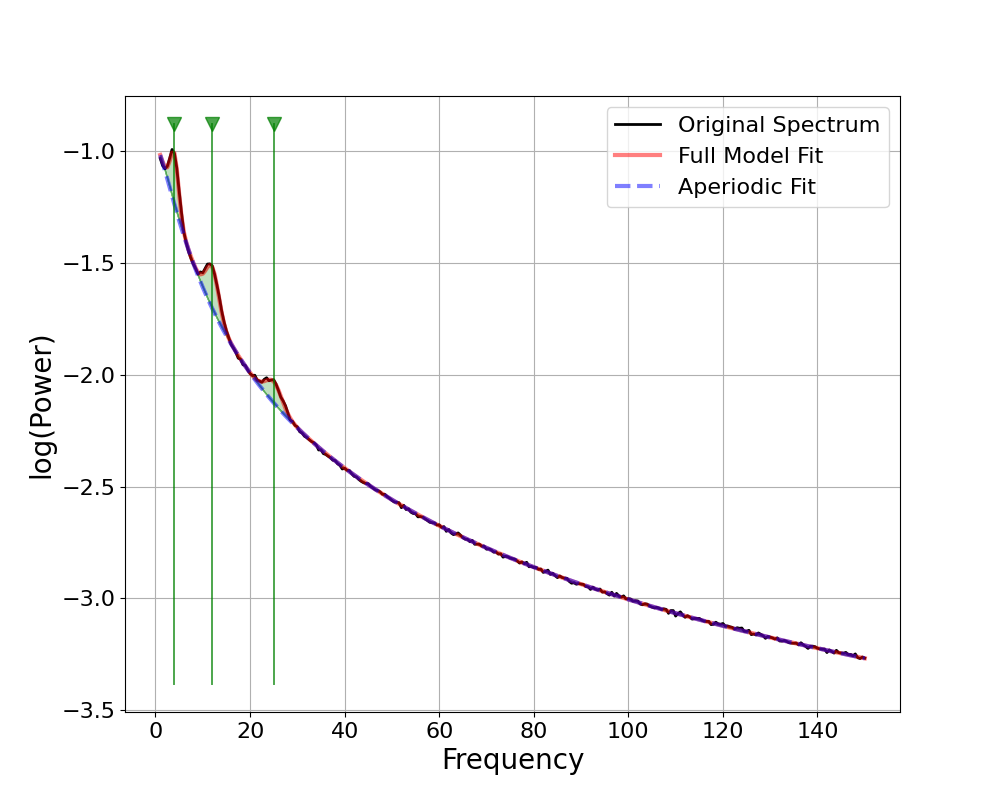 Original Spectrum
Full Model Fit
Aperiodic Fit
−1.0
−1.5
−2.0
−2.5
−3.0
−3.5
log(Power)
0 20 40 60 80 100 120 140
Frequency